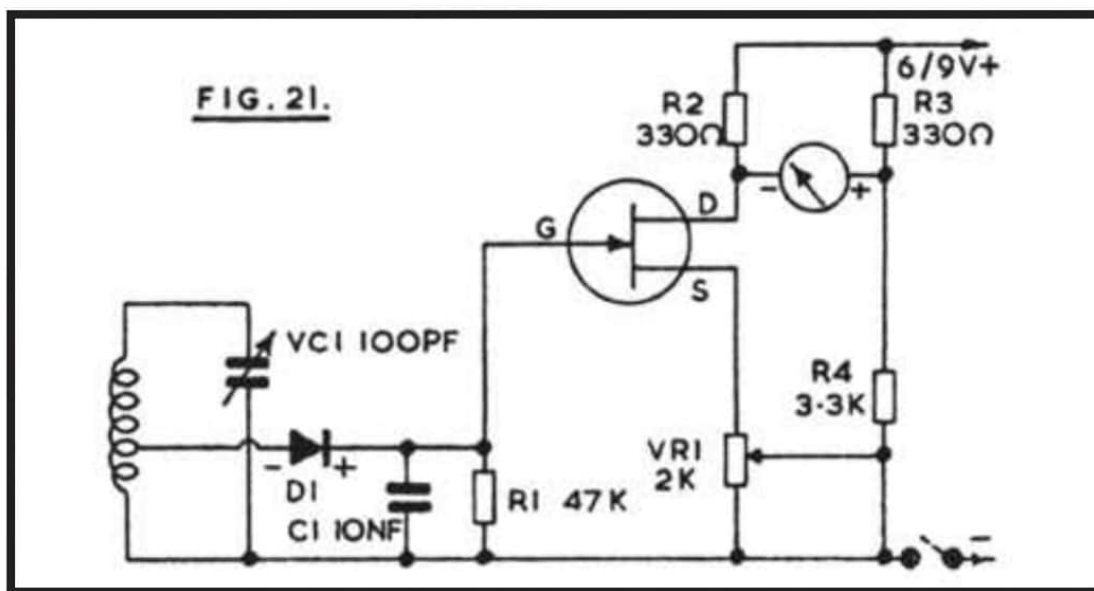 FIG. 21.
6/9V+
R2
330Ω
R3
330Ω
- +
D
G
S
VC1 100PF
R4
3·3K
VR1
2K
- +
D1
R1 47K
C1 10NF
-